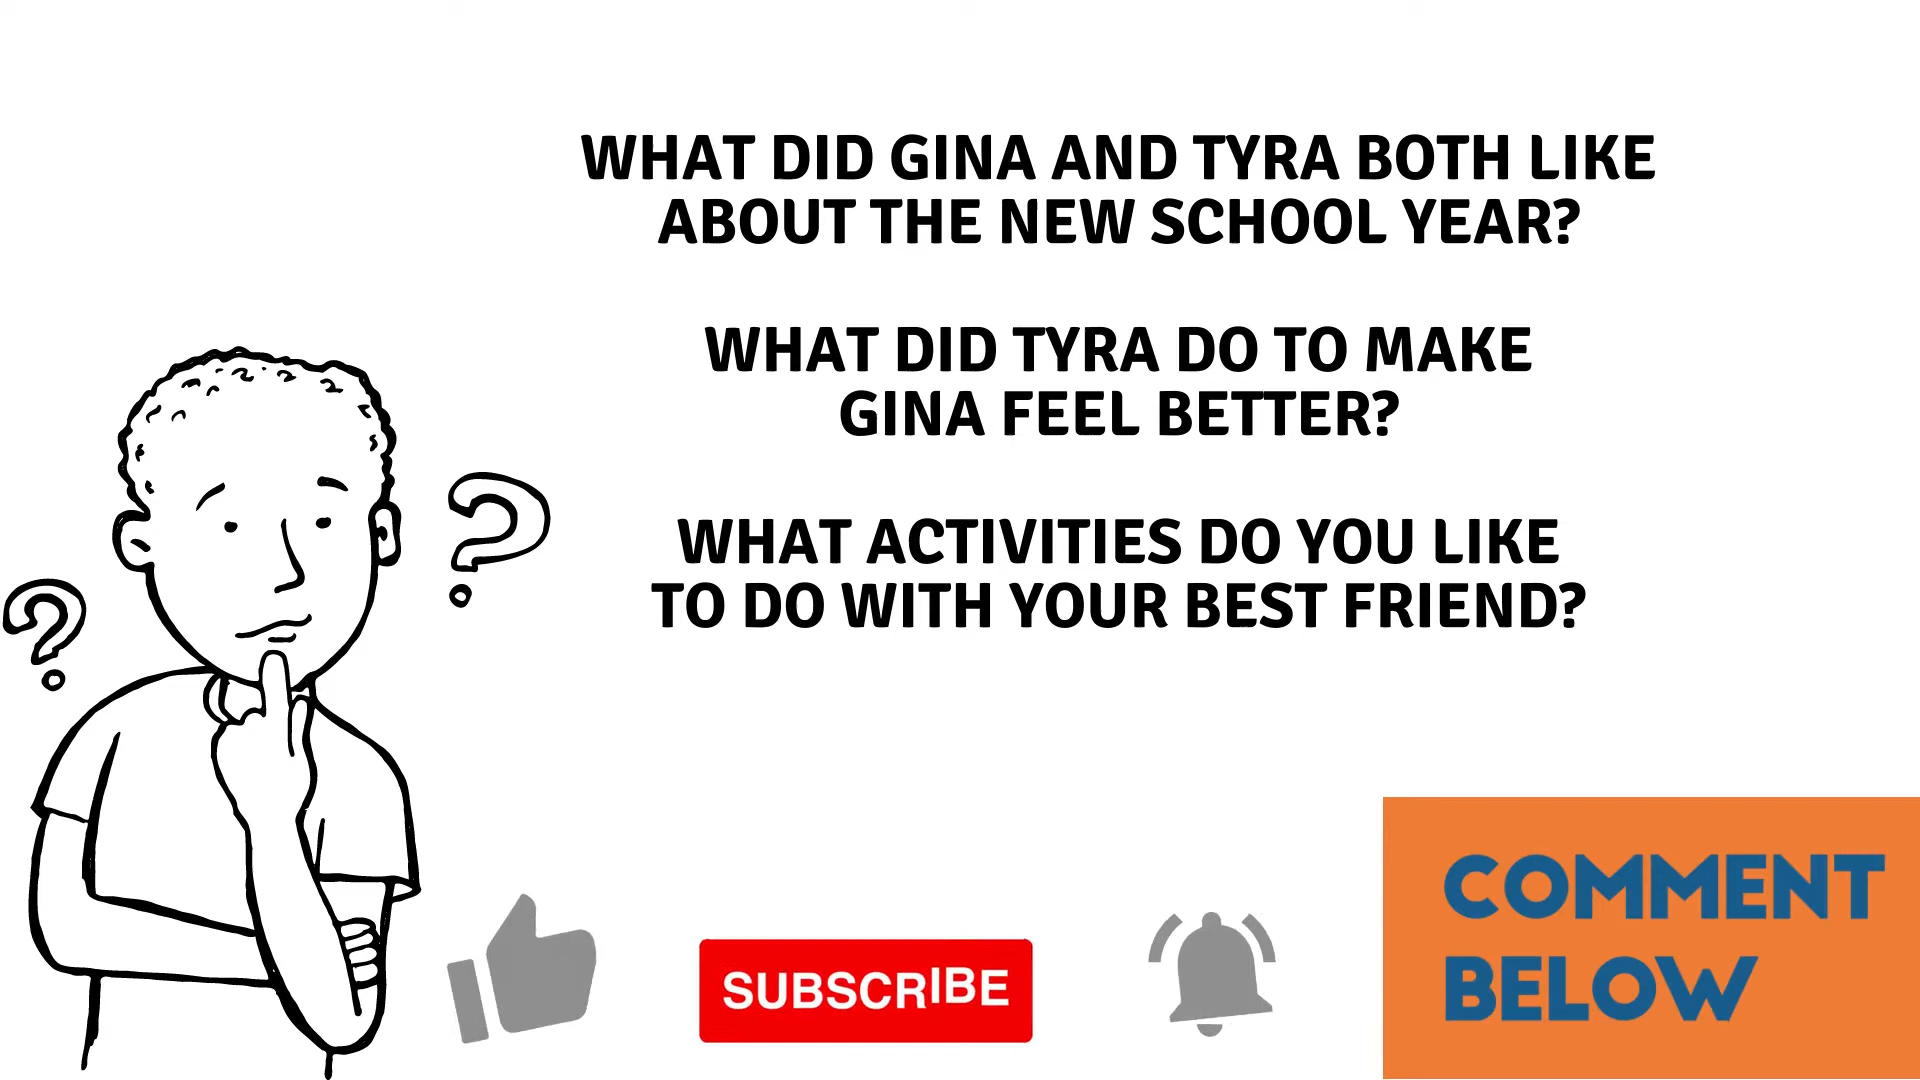 WHAT DID GINA AND TYRA BOTH LIKE
ABOUT THE NEW SCHOOL YEAR?
WHAT DID TYRA DO TO MAKE
GINA FEEL BETTER?
WHAT ACTIVITIES DO YOU LIKE
TO DO WITH YOUR BEST FRIEND?
SUBSCRIBE
COMMENT
BELOW